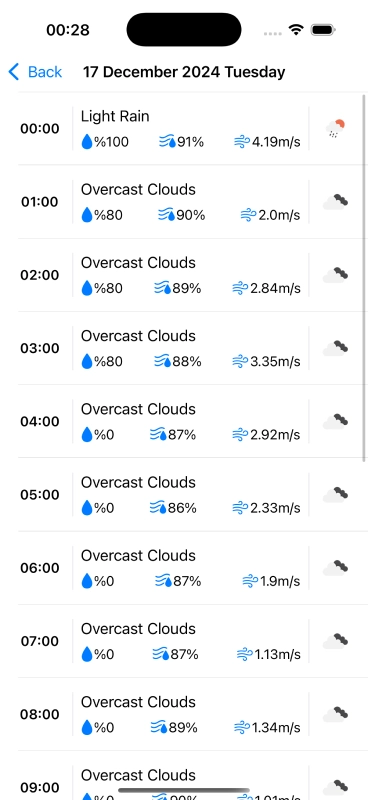 00:28
Back 17 December 2024 Tuesday
Light Rain
00:00
%100 91% 4.19m/s
Overcast Clouds
01:00
%80 90% 2.0m/s
Overcast Clouds
02:00
%80 89% 2.84m/s
Overcast Clouds
03:00
%80 88% 3.35m/s
Overcast Clouds
04:00
%0 87% 2.92m/s
Overcast Clouds
05:00
%0 86% 2.33m/s
Overcast Clouds
06:00
%0 87% 1.9m/s
Overcast Clouds
07:00
%0 87% 1.13m/s
Overcast Clouds
08:00
%0 89% 1.34m/s
Overcast Clouds
09:00
%0 90% 1.01m/s